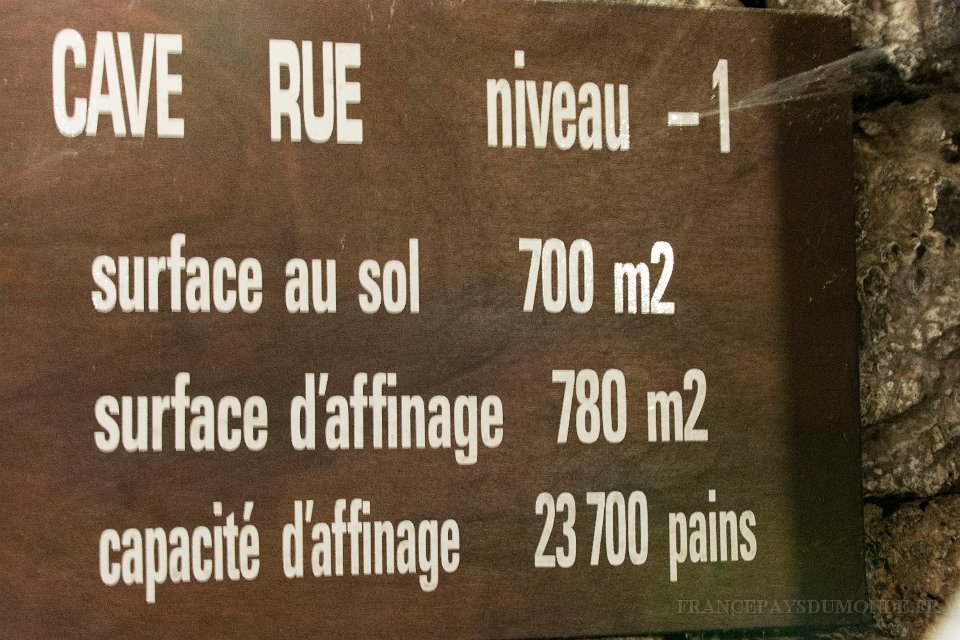 CAVE RUE niveau -1
surface au sol 700 m2
surface d'affinage 780 m2
capacité d'affinage 23 700 pains
FRANCEPAYSDUMONDE.FR